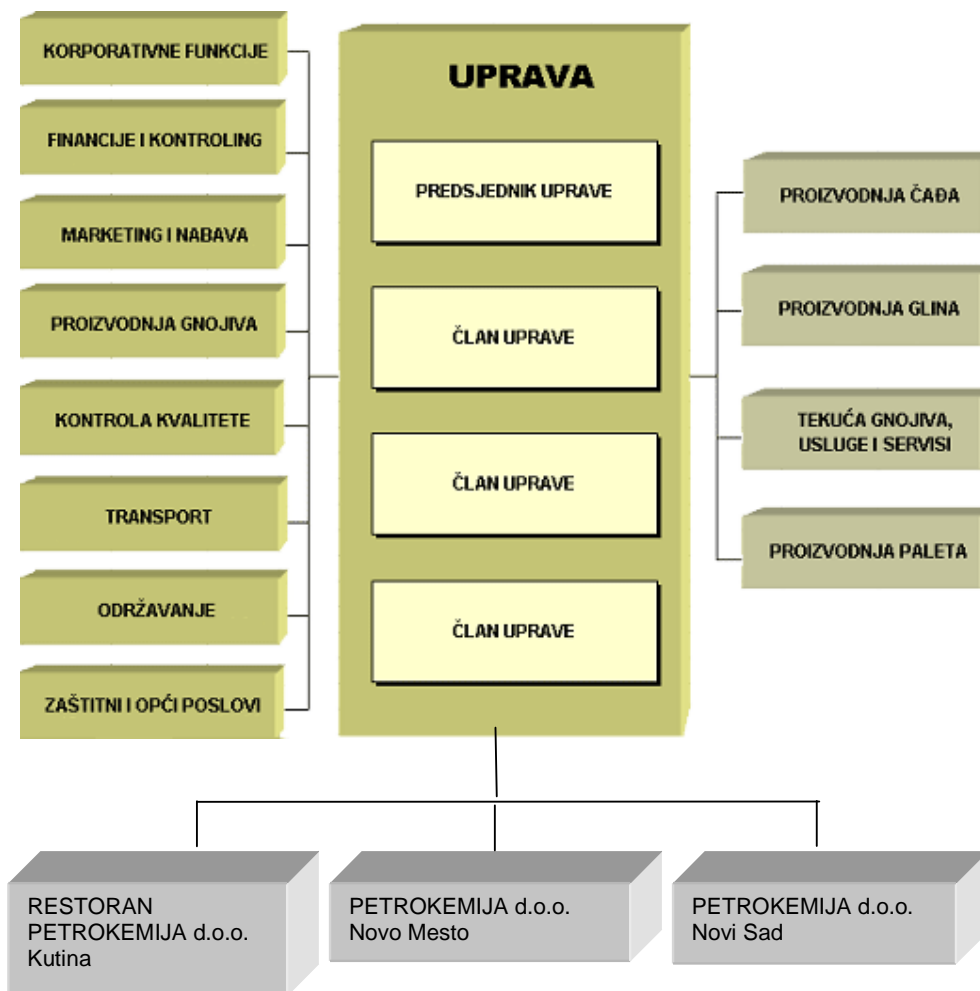 KORPORATIVNE FUNKCIJE
FINANCIJE I KONTROLING
MARKETING I NABAVA
PROIZVODNJA GNOJIVA
KONTROLA KVALITETE
TRANSPORT
ODRŽAVANJE
ZAŠTITNI I OPĆI POSLOVI
UPRAVA
PREDSJEDNIK UPRAVE
ČLAN UPRAVE
ČLAN UPRAVE
ČLAN UPRAVE
PROIZVODNJA ČAĐA
PROIZVODNJA GLINA
TEKUĆA GNOJIVA,
USLUGE I SERVISI
PROIZVODNJA PALETA
RESTORAN
PETROKEMIJA d.o.o.
Kutina
PETROKEMIJA d.o.o.
Novo Mesto
PETROKEMIJA d.o.o.
Novi Sad